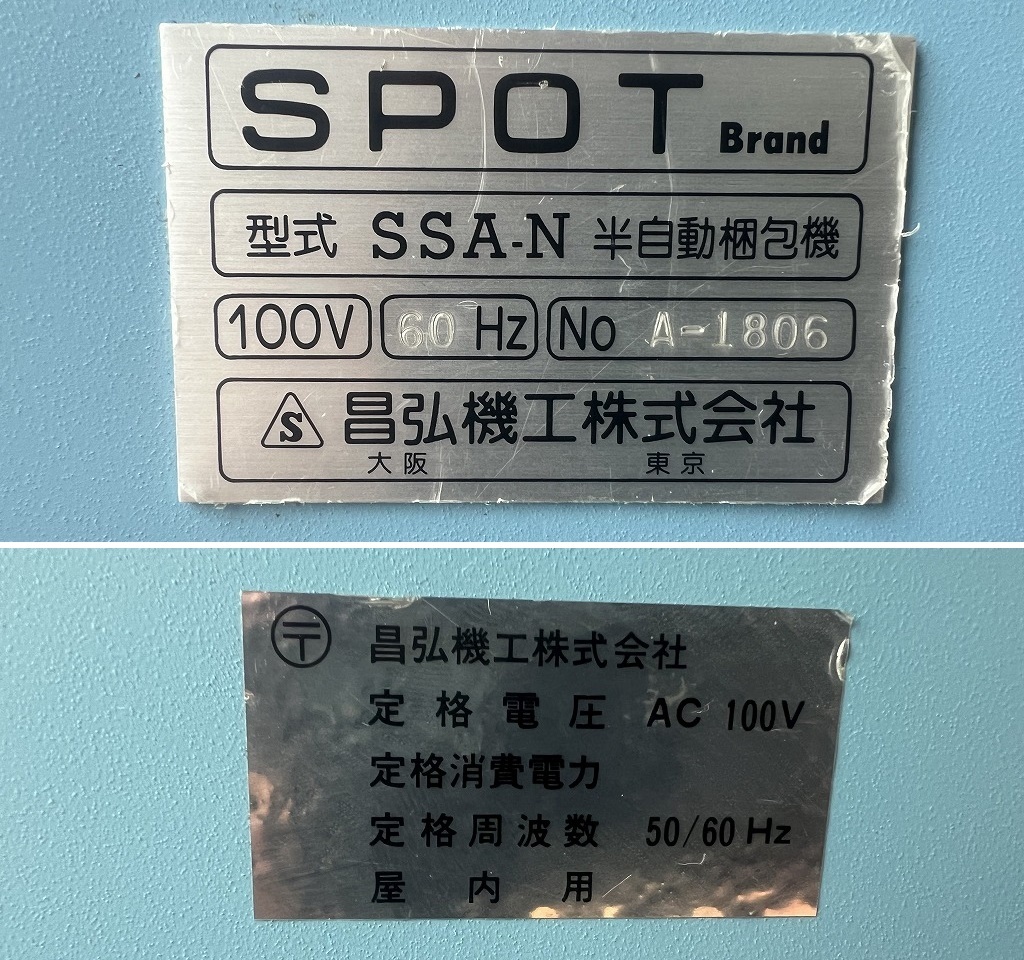 SPOT Brand
型式 SSA-N 半自動梱包機
100V 60 Hz No A-1806
S 昌弘機工株式会社
大阪 東京
〒 昌弘機工株式会社
定格電圧 AC 100V
定格消費電力
定格周波数 50/60 Hz
屋内用